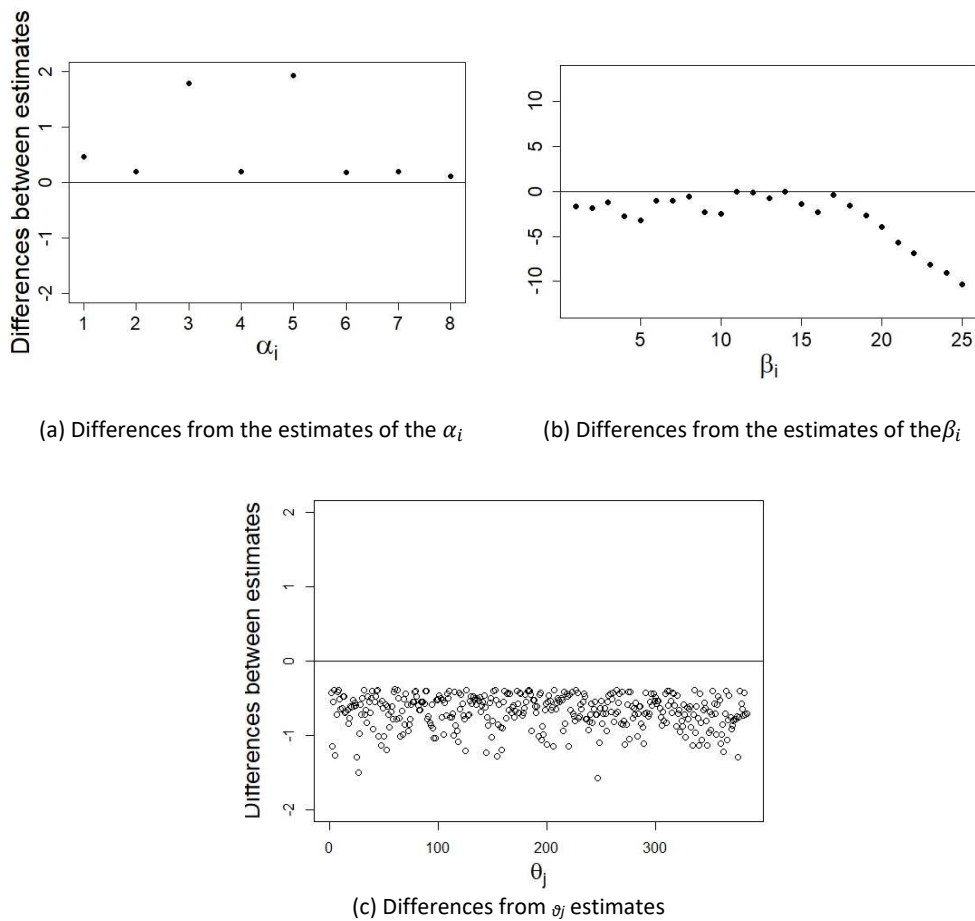 Differences between estimates
2
1
0
-1
-2
1 2 3 4 5 6 7 8
αi
10
5
0
-5
-10
5 10 15 20 25
βi
(a) Differences from the estimates of the αi
(b) Differences from the estimates of theβi
Differences between estimates
2
1
0
-1
-2
0 100 200 300
θj
(c) Differences from ϑj estimates